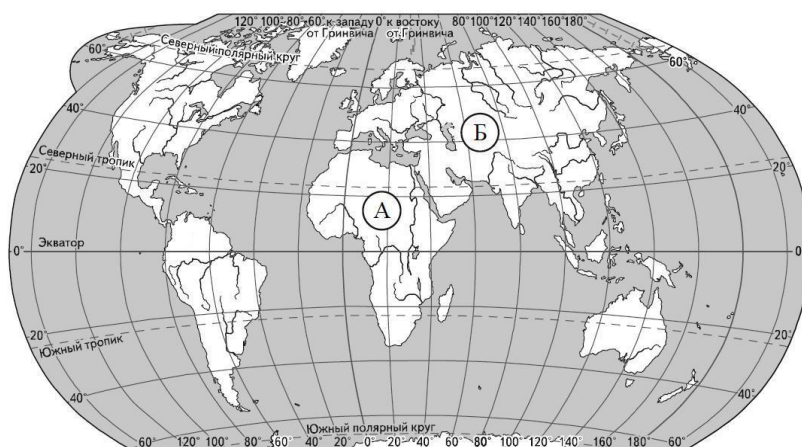 120° 100°-80°-60° к западу 0° к востоку 80° 100° 120° 140° 160° 180°
от Гринвича от Гринвича
60° Северный полярный круг 60°
40° Б 40°
Северный тропик
20° А 20°
Экватор
0° 0°
20° 20°
Южный тропик
40° 40°
Южный полярный круг
60° 120° 100° 80° 60° 40° 20° 0° 20° 40° 60° 80° 100° 120° 140° 160° 180° 60°